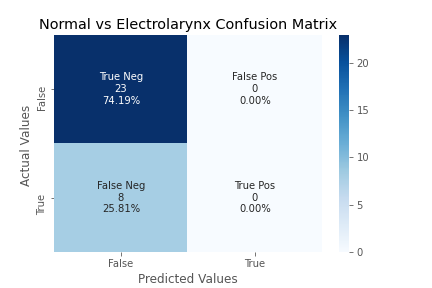 Normal vs Electrolarynx Confusion Matrix
True Neg
23
74.19%
False Pos
0
0.00%
False Neg
8
25.81%
True Pos
0
0.00%
False
True
Actual Values
False
True
Predicted Values
20
15
10
5
0